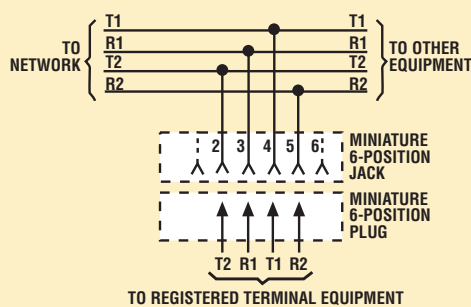 T1 T1
R1 R1
TO NETWORK
TO OTHER EQUIPMENT
T2 T2
R2 R2
2 3 4 5 6
MINIATURE
6-POSITION
JACK
MINIATURE
6-POSITION
PLUG
T2 R1 T1 R2
TO REGISTERED TERMINAL EQUIPMENT